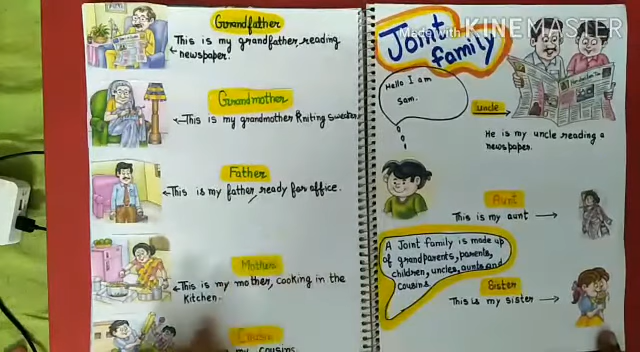 Grandfather
This is my grandfather, reading
newspaper.
Grandmother
This is my grandmother Kniting Sweater.
Father
This is my father, ready for office.
Mother
This is my mother, cooking in the
Kitchen.
Cousin
my cousins
Made with KINEMASTER
Joint
family
Hello I am
Sam.
uncle
He is my uncle reading a
newspaper.
Aunt
This is my aunt
A Joint family is made up
of grandparents, parents,
children, uncles, aunts and
cousins
Sister
This is my sister